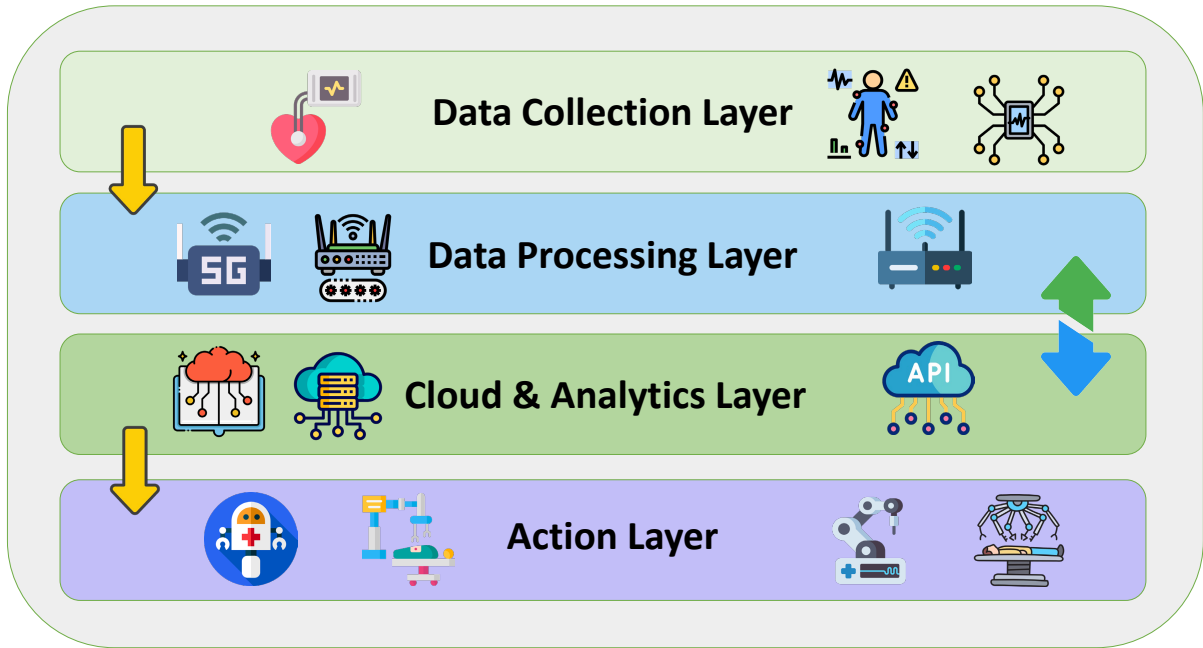 Data Collection Layer
5G
Data Processing Layer
Cloud & Analytics Layer
API
Action Layer